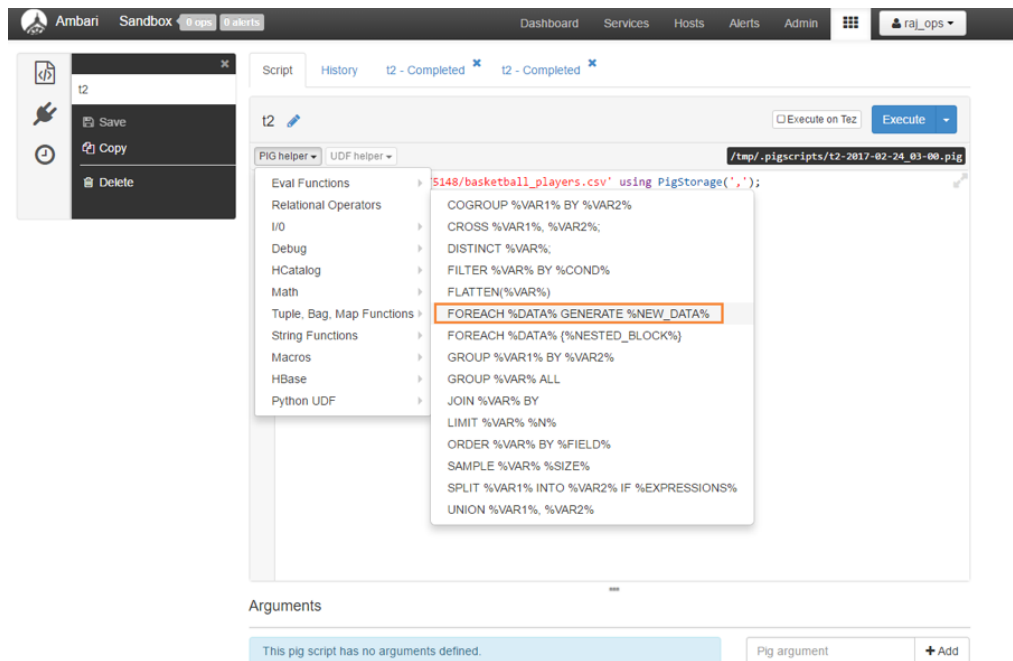 Ambari Sandbox 0 ops 0 alerts Dashboard Services Hosts Alerts Admin raj_ops
t2
Save
Copy
Delete
Script History t2 - Completed t2 - Completed
t2 Execute on Tez Execute
PIG helper UDF helper /tmp/.pigscripts/t2-2017-02-24_03-00.pig
5148/basketball_players.csv' using PigStorage(',');
Eval Functions
Relational Operators
I/0
Debug
HCatalog
Math
Tuple, Bag, Map Functions
String Functions
Macros
HBase
Python UDF
COGROUP %VAR1% BY %VAR2%
CROSS %VAR1%, %VAR2%;
DISTINCT %VAR%;
FILTER %VAR% BY %COND%
FLATTEN(%VAR%)
FOREACH %DATA% GENERATE %NEW_DATA%
FOREACH %DATA% {%NESTED_BLOCK%}
GROUP %VAR1% BY %VAR2%
GROUP %VAR% ALL
JOIN %VAR% BY
LIMIT %VAR% %N%
ORDER %VAR% BY %FIELD%
SAMPLE %VAR% %SIZE%
SPLIT %VAR1% INTO %VAR2% IF %EXPRESSIONS%
UNION %VAR1%, %VAR2%
Arguments
This pig script has no arguments defined.
Pig argument + Add